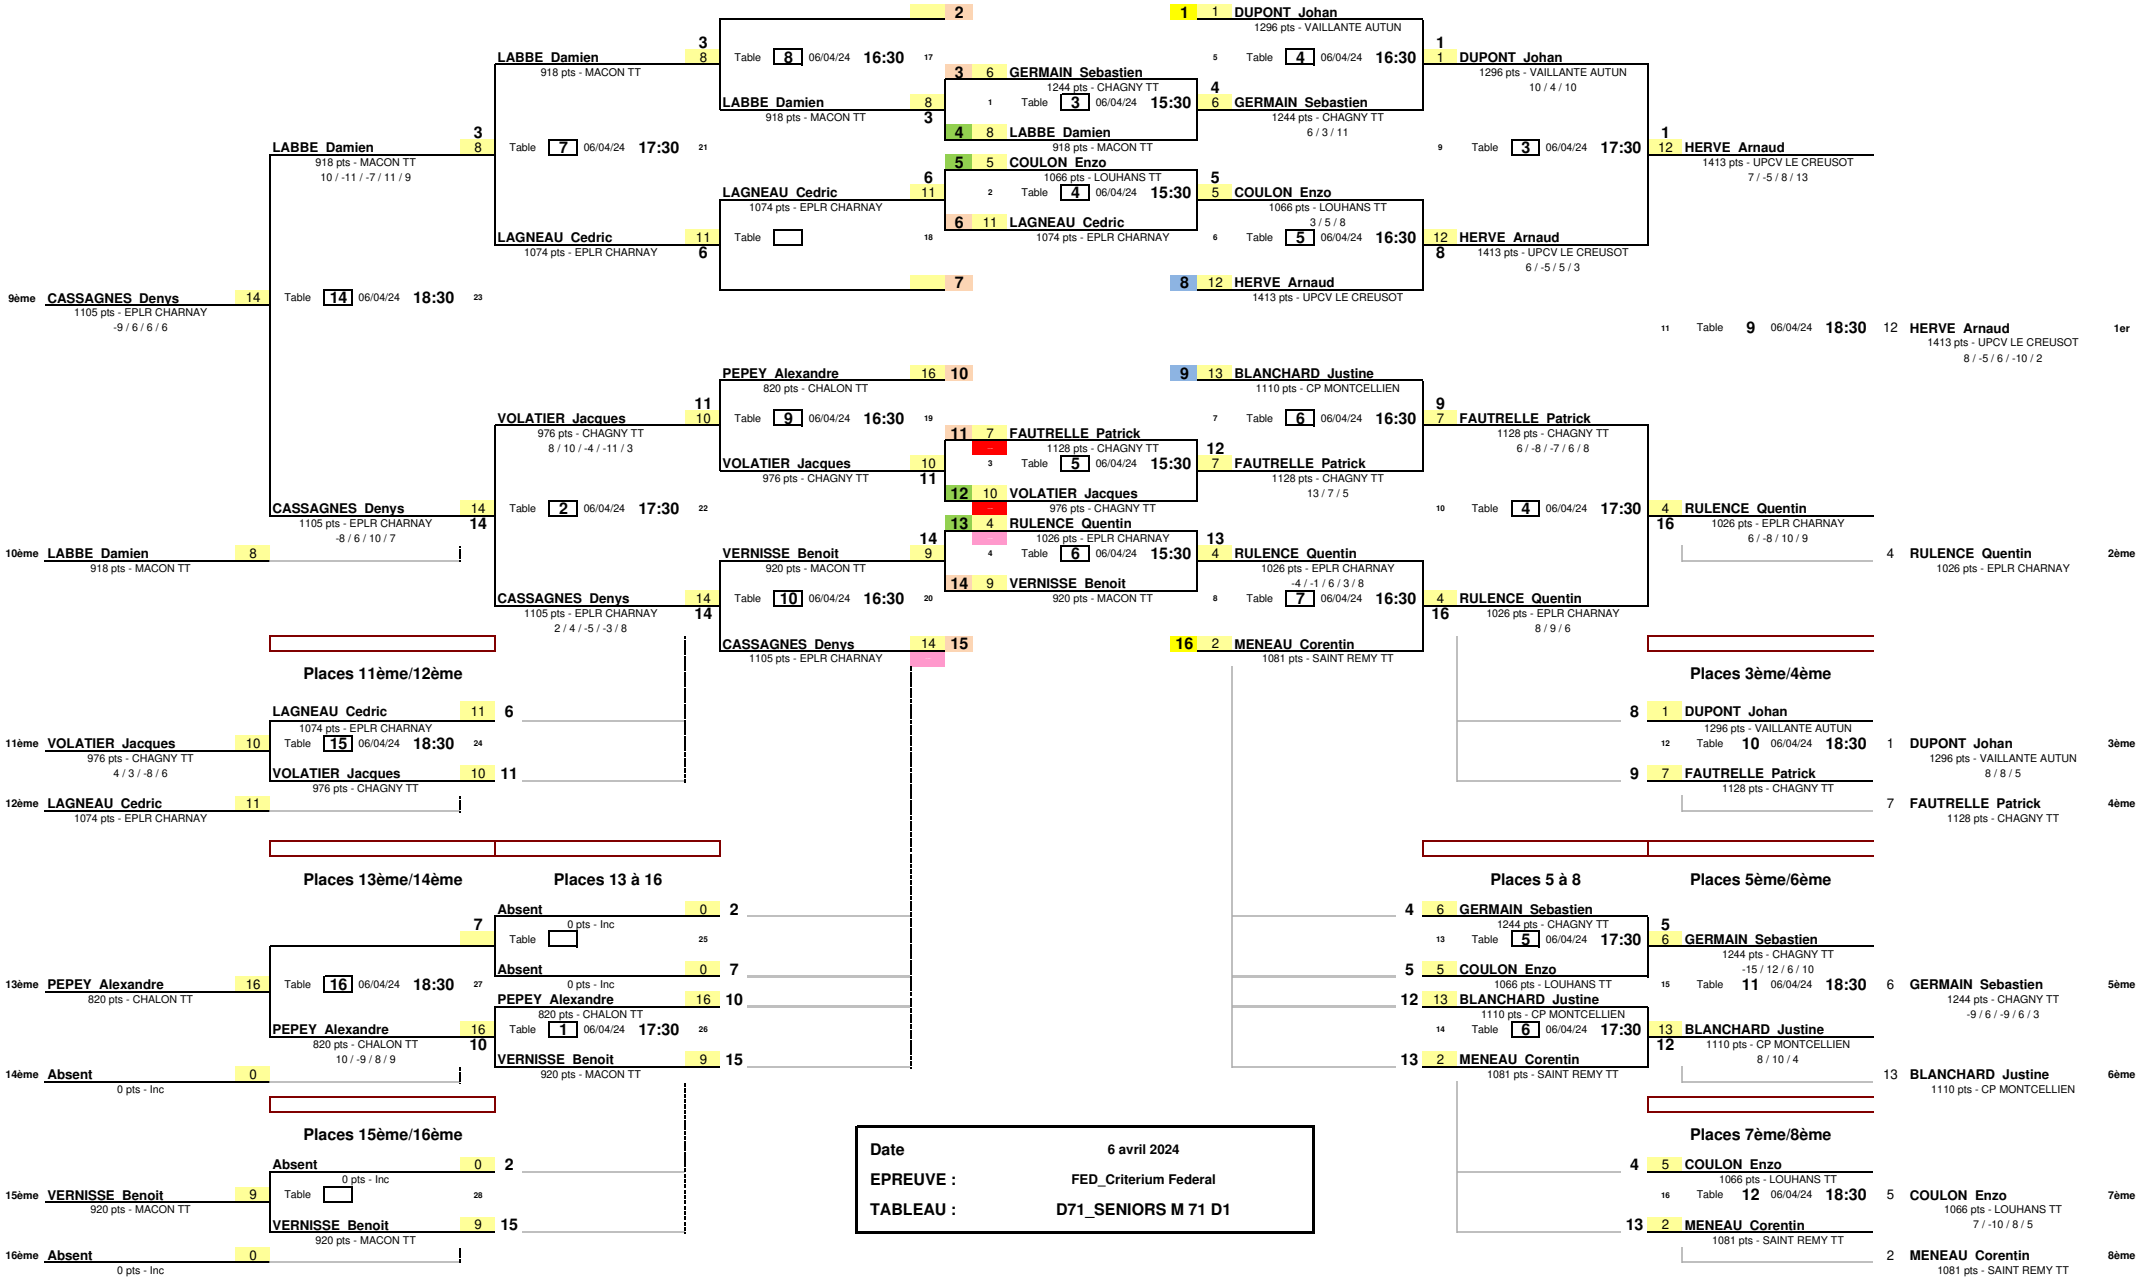 2
1 1 DUPONT Johan
1296 pts - VAILLANTE AUTUN
3
LABBE Damien 8
918 pts - MACON TT
Table 8 06/04/24 16:30 17
5 Table 4 06/04/24 16:30
1
1 DUPONT Johan
1296 pts - VAILLANTE AUTUN
10 / 4 / 10
3 6 GERMAIN Sebastien
1244 pts - CHAGNY TT
1 Table 3 06/04/24 15:30
LABBE Damien 8
918 pts - MACON TT
3
4
6 GERMAIN Sebastien
1244 pts - CHAGNY TT
6 / 3 / 11
4 8 LABBE Damien
918 pts - MACON TT
3
LABBE Damien 8
918 pts - MACON TT
10 / -11 / -7 / 11 / 9
Table 7 06/04/24 17:30 21
9 Table 3 06/04/24 17:30
1
12 HERVE Arnaud
1413 pts - UPCV LE CREUSOT
7 / -5 / 8 / 13
5 5 COULON Enzo
1066 pts - LOUHANS TT
2 Table 4 06/04/24 15:30
6
LAGNEAU Cedric 11
1074 pts - EPLR CHARNAY
5
5 COULON Enzo
1066 pts - LOUHANS TT
3 / 5 / 8
6 11 LAGNEAU Cedric
1074 pts - EPLR CHARNAY
LAGNEAU Cedric 11
1074 pts - EPLR CHARNAY
6
Table 18
6 Table 5 06/04/24 16:30
12 HERVE Arnaud
8
1413 pts - UPCV LE CREUSOT
6 / -5 / 5 / 3
7
8 12 HERVE Arnaud
1413 pts - UPCV LE CREUSOT
9ème CASSAGNES Denys 14
1105 pts - EPLR CHARNAY
-9 / 6 / 6 / 6
Table 14 06/04/24 18:30 23
11 Table 9 06/04/24 18:30 12 HERVE Arnaud 1er
1413 pts - UPCV LE CREUSOT
8 / -5 / 6 / -10 / 2
PEPEY Alexandre 16 10
820 pts - CHALON TT
9 13 BLANCHARD Justine
1110 pts - CP MONTCELLIEN
11
VOLATIER Jacques 10
976 pts - CHAGNY TT
8 / 10 / -4 / -11 / 3
Table 9 06/04/24 16:30 19
7 Table 6 06/04/24 16:30
9
7 FAUTRELLE Patrick
1128 pts - CHAGNY TT
6 / -8 / -7 / 6 / 8
11 7 FAUTRELLE Patrick
1128 pts - CHAGNY TT
3 Table 5 06/04/24 15:30
VOLATIER Jacques 10
976 pts - CHAGNY TT
11
12
7 FAUTRELLE Patrick
1128 pts - CHAGNY TT
13 / 7 / 5
12 10 VOLATIER Jacques
976 pts - CHAGNY TT
CASSAGNES Denys 14
1105 pts - EPLR CHARNAY
14
-8 / 6 / 10 / 7
Table 2 06/04/24 17:30 22
10 Table 4 06/04/24 17:30
4 RULENCE Quentin
16
1026 pts - EPLR CHARNAY
6 / -8 / 10 / 9
13 4 RULENCE Quentin
1026 pts - EPLR CHARNAY
4 Table 6 06/04/24 15:30
10ème LABBE Damien 8
918 pts - MACON TT
14
VERNISSE Benoit 9
920 pts - MACON TT
13
4 RULENCE Quentin
1026 pts - EPLR CHARNAY
-4 / -1 / 6 / 3 / 8
4 RULENCE Quentin 2ème
1026 pts - EPLR CHARNAY
14 9 VERNISSE Benoit
920 pts - MACON TT
CASSAGNES Denys 14
1105 pts - EPLR CHARNAY
14
2 / 4 / -5 / -3 / 8
Table 10 06/04/24 16:30 20
8 Table 7 06/04/24 16:30
4 RULENCE Quentin
16
1026 pts - EPLR CHARNAY
8 / 9 / 6
CASSAGNES Denys 14 15
1105 pts - EPLR CHARNAY
16 2 MENEAU Corentin
1081 pts - SAINT REMY TT
Places 11ème/12ème
Places 3ème/4ème
LAGNEAU Cedric 11 6
1074 pts - EPLR CHARNAY
8 1 DUPONT Johan
1296 pts - VAILLANTE AUTUN
11ème VOLATIER Jacques 10
976 pts - CHAGNY TT
4 / 3 / -8 / 6
Table 15 06/04/24 18:30 24
12 Table 10 06/04/24 18:30 1 DUPONT Johan 3ème
1296 pts - VAILLANTE AUTUN
8 / 8 / 5
VOLATIER Jacques 10 11
976 pts - CHAGNY TT
9 7 FAUTRELLE Patrick
1128 pts - CHAGNY TT
12ème LAGNEAU Cedric 11
1074 pts - EPLR CHARNAY
7 FAUTRELLE Patrick 4ème
1128 pts - CHAGNY TT
Places 13ème/14ème Places 13 à 16
Places 5 à 8 Places 5ème/6ème
Absent 0 2
0 pts - Inc
7
Table 25
Absent 0 7
0 pts - Inc
4 6 GERMAIN Sebastien
1244 pts - CHAGNY TT
13 Table 5 06/04/24 17:30
5
6 GERMAIN Sebastien
1244 pts - CHAGNY TT
-15 / 12 / 6 / 10
5 5 COULON Enzo
1066 pts - LOUHANS TT
13ème PEPEY Alexandre 16
820 pts - CHALON TT
Table 16 06/04/24 18:30 27
15 Table 11 06/04/24 18:30 6 GERMAIN Sebastien 5ème
1244 pts - CHAGNY TT
-9 / 6 / -9 / 6 / 3
PEPEY Alexandre 16 10
820 pts - CHALON TT
Table 1 06/04/24 17:30 26
12 13 BLANCHARD Justine
1110 pts - CP MONTCELLIEN
14 Table 6 06/04/24 17:30
PEPEY Alexandre 16
820 pts - CHALON TT
10
10 / -9 / 8 / 9
13 BLANCHARD Justine
12
1110 pts - CP MONTCELLIEN
8 / 10 / 4
VERNISSE Benoit 9 15
920 pts - MACON TT
13 2 MENEAU Corentin
1081 pts - SAINT REMY TT
14ème Absent 0
0 pts - Inc
13 BLANCHARD Justine 6ème
1110 pts - CP MONTCELLIEN
Places 15ème/16ème
Places 7ème/8ème
Date 6 avril 2024
EPREUVE : FED_Criterium Federal
TABLEAU : D71_SENIORS M 71 D1
Absent 0 2
0 pts - Inc
4 5 COULON Enzo
1066 pts - LOUHANS TT
15ème VERNISSE Benoit 9
920 pts - MACON TT
Table 28
16 Table 12 06/04/24 18:30 5 COULON Enzo 7ème
1066 pts - LOUHANS TT
7 / -10 / 8 / 5
VERNISSE Benoit 9 15
920 pts - MACON TT
13 2 MENEAU Corentin
1081 pts - SAINT REMY TT
16ème Absent 0
0 pts - Inc
2 MENEAU Corentin 8ème
1081 pts - SAINT REMY TT